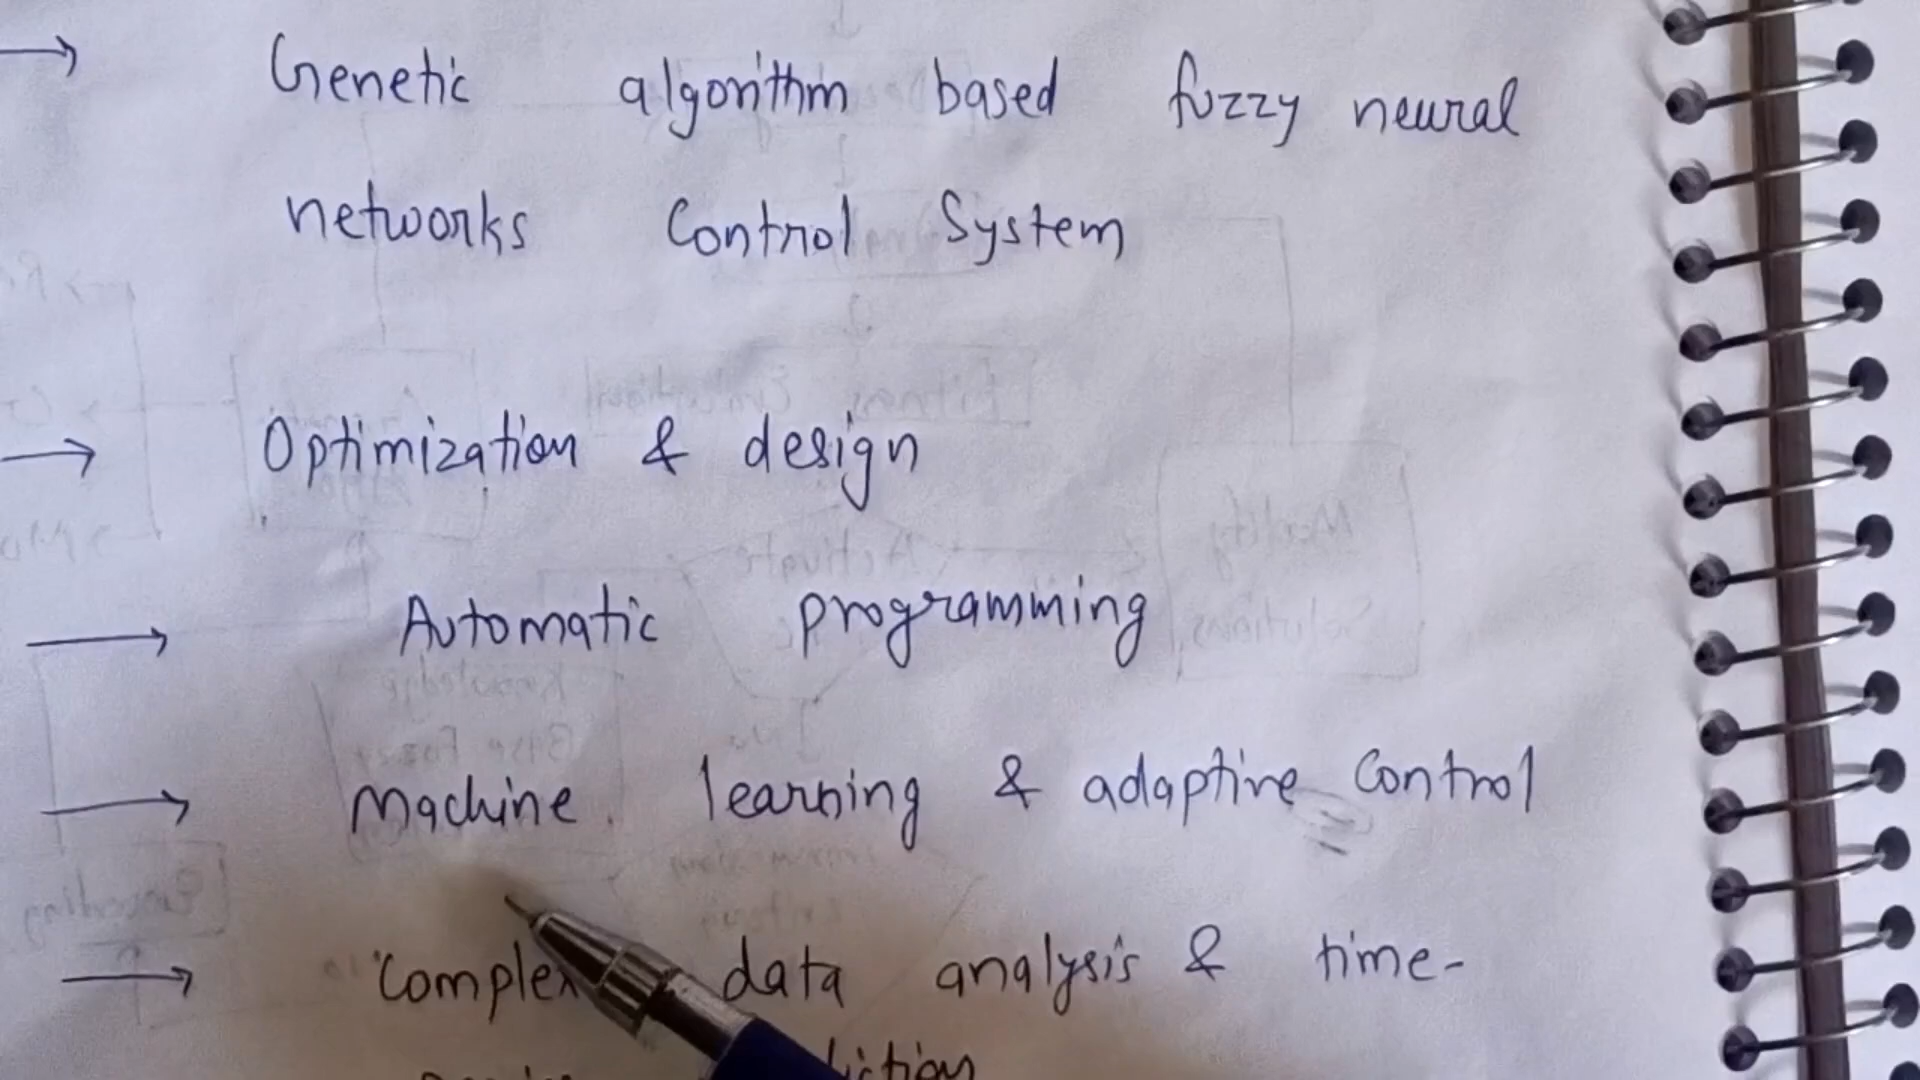 → Genetic algorithm based fuzzy neural
networks Control System
→ Optimization & design
→ Automatic programming
→ Machine learning & adaptive Control
→ Complex data analysis & time-